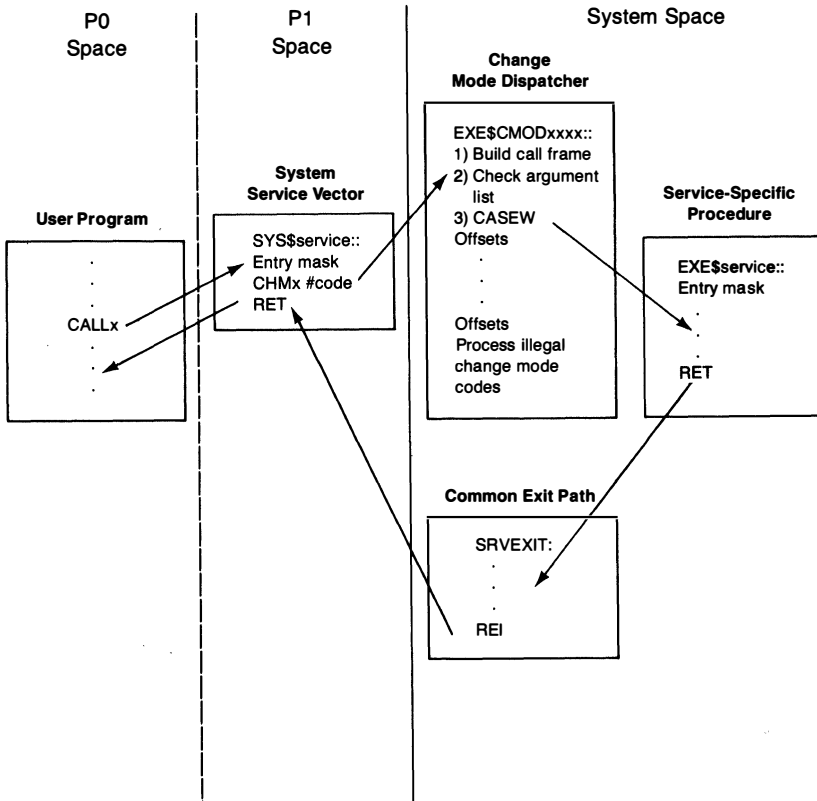 P0
Space
P1
Space
System Space
User Program
.
.
.
CALLx
.
.
.
System
Service Vector
SYS$service::
Entry mask
CHMx #code
RET
Change
Mode Dispatcher
EXE$CMODxxxx::
1) Build call frame
2) Check argument
list
3) CASEW
Offsets
.
.
.
Offsets
Process illegal
change mode
codes
Service-Specific
Procedure
EXE$service::
Entry mask
.
.
.
RET
Common Exit Path
SRVEXIT:
.
.
.
REI